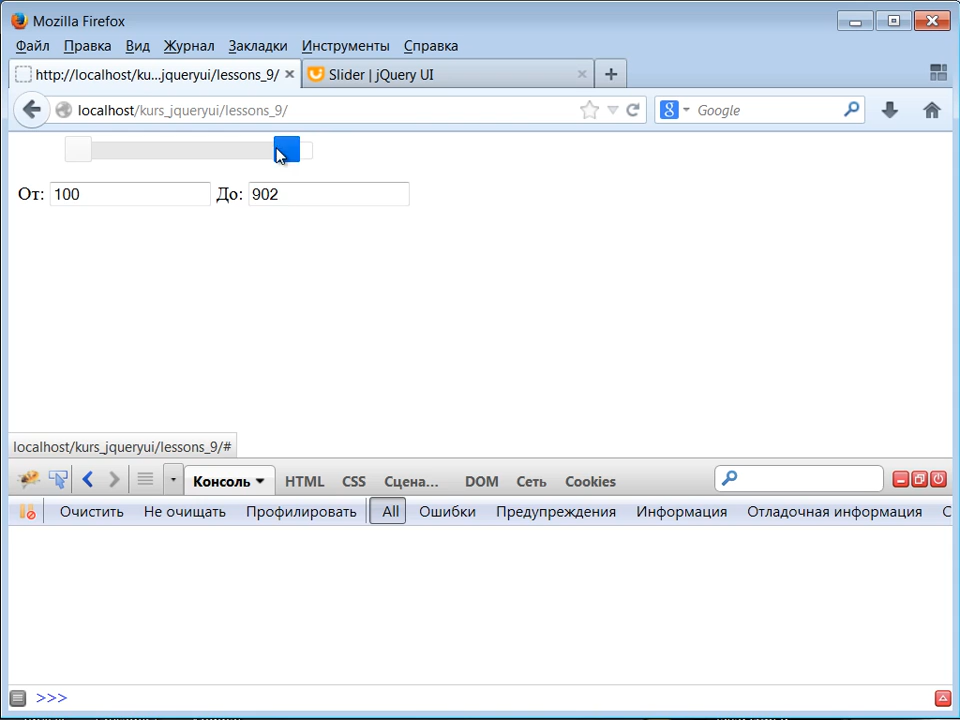 Mozilla Firefox
Файл Правка Вид Журнал Закладки Инструменты Справка
http://localhost/ku...jqueryui/lessons_9/ Slider | jQuery UI
localhost/kurs_jqueryui/lessons_9/ Google
От: 100 До: 902
localhost/kurs_jqueryui/lessons_9/#
Консоль HTML CSS Сцена... DOM Сеть Cookies
Очистить Не очищать Профилировать All Ошибки Предупреждения Информация Отладочная информация
>>>